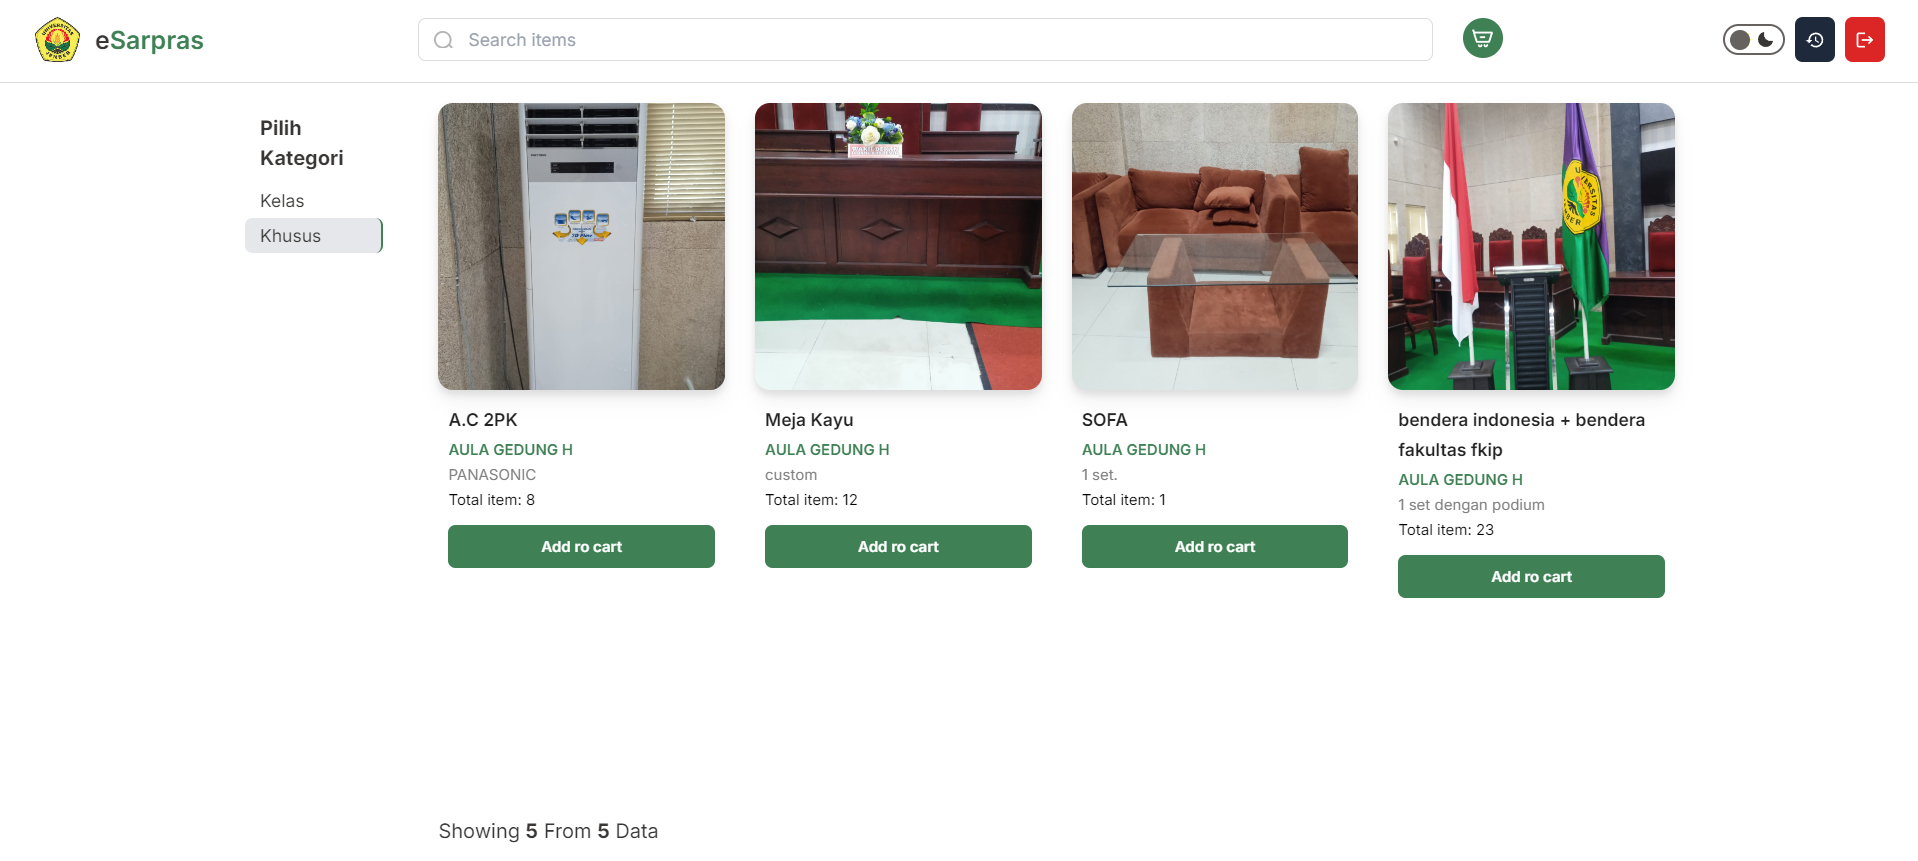 eSarpras
Search items
Pilih
Kategori
Kelas
Khusus
A.C 2PK
AULA GEDUNG H
PANASONIC
Total item: 8
Add ro cart
Meja Kayu
AULA GEDUNG H
custom
Total item: 12
Add ro cart
SOFA
AULA GEDUNG H
1 set.
Total item: 1
Add ro cart
UNIVERSITAS
JEMBER
bendera indonesia + bendera
fakultas fkip
AULA GEDUNG H
1 set dengan podium
Total item: 23
Add ro cart
Showing 5 From 5 Data